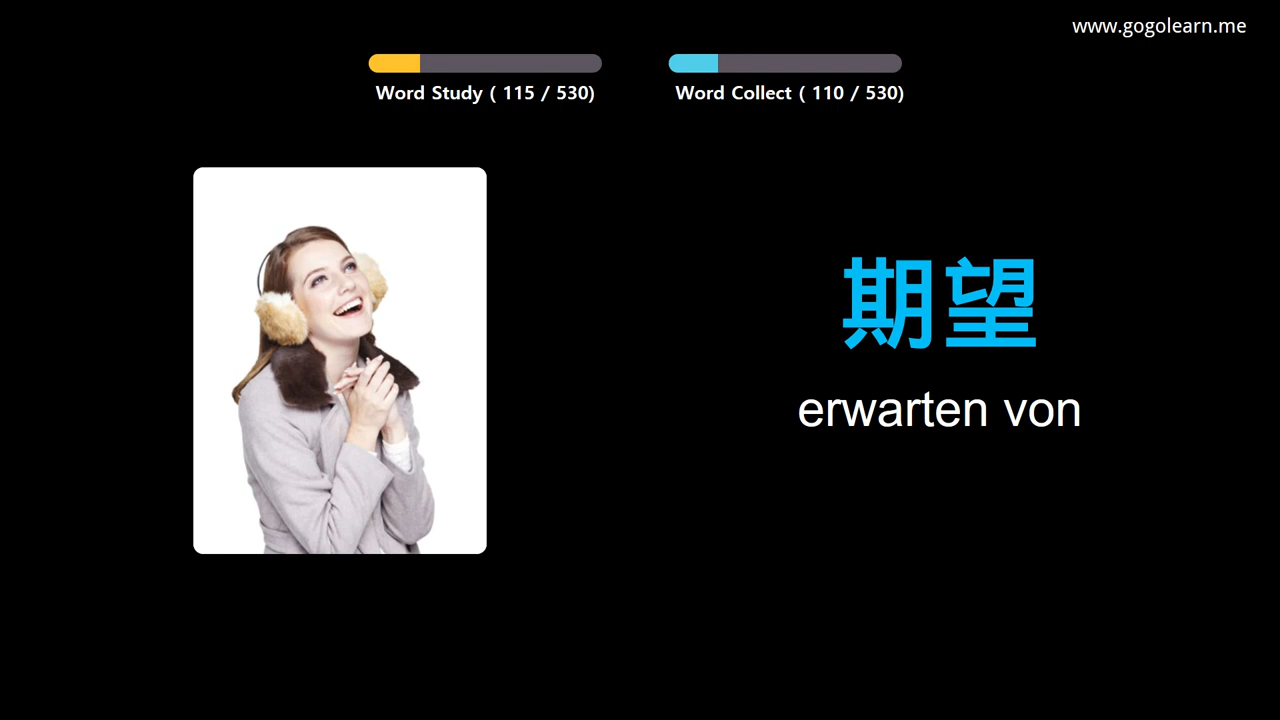 www.gogolearn.me
Word Study ( 115 / 530)
Word Collect ( 110 / 530)
期望
erwarten von